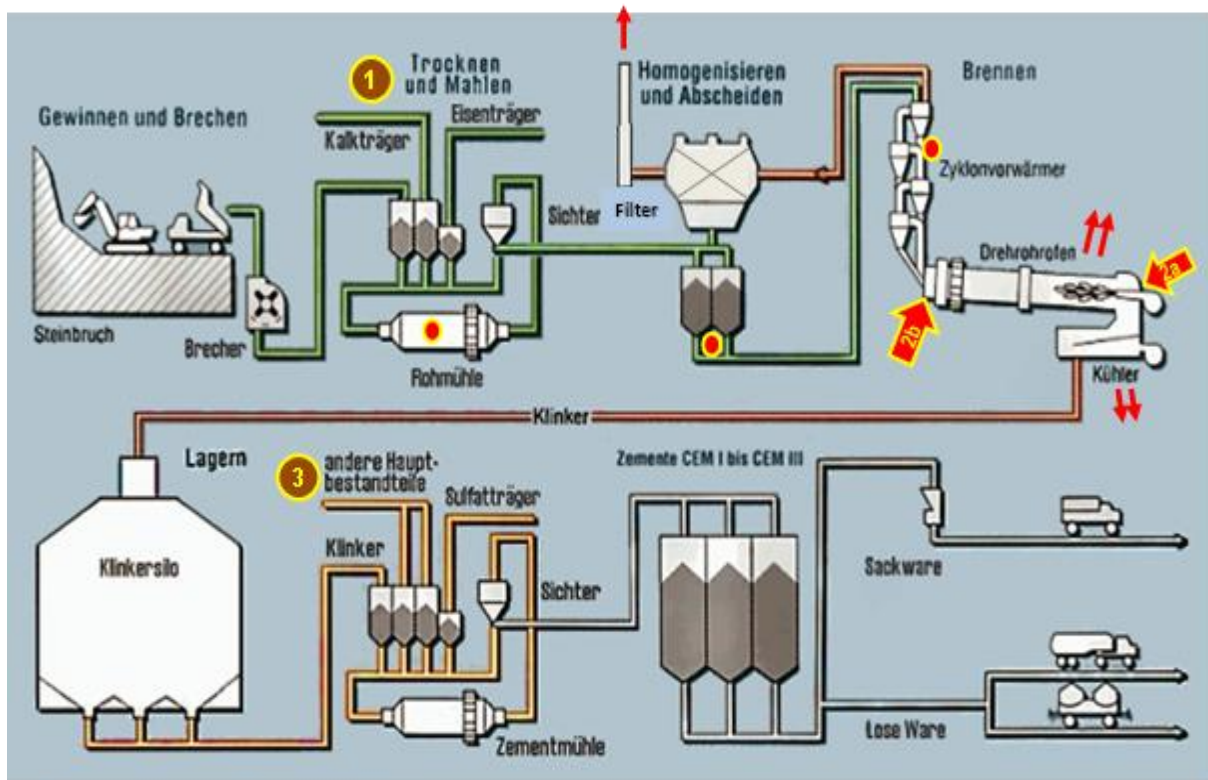 Gewinnen und Brechen
1
Trocknen
und Mahlen
Kalkträger
Eisenträger
Homogenisieren
und Abscheiden
Brennen
Filter
Sichter
Zyklonvorwärmer
Drehrohrofen
2a
2b
Steinbruch
Brecher
Rohmühle
Kühler
Klinker
Lagern
3
andere Haupt-
bestandteile
Sulfatträger
Klinker
Zemente CEM I bis CEM III
Klinkersilo
Sichter
Sackware
Zementmühle
Lose Ware